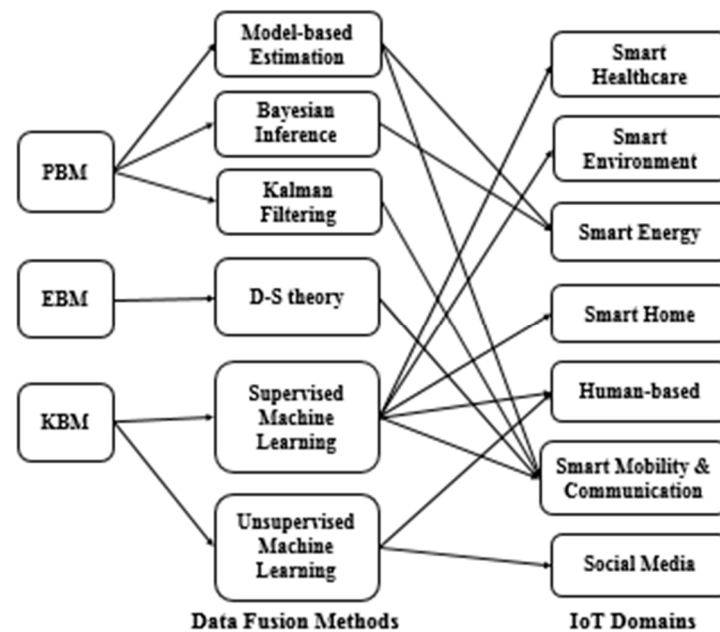 PBM
EBM
KBM
Model-based
Estimation
Bayesian
Inference
Kalman
Filtering
D-S theory
Supervised
Machine
Learning
Unsupervised
Machine
Learning
Data Fusion Methods
Smart
Healthcare
Smart
Environment
Smart Energy
Smart Home
Human-based
Smart Mobility &
Communication
Social Media
IoT Domains